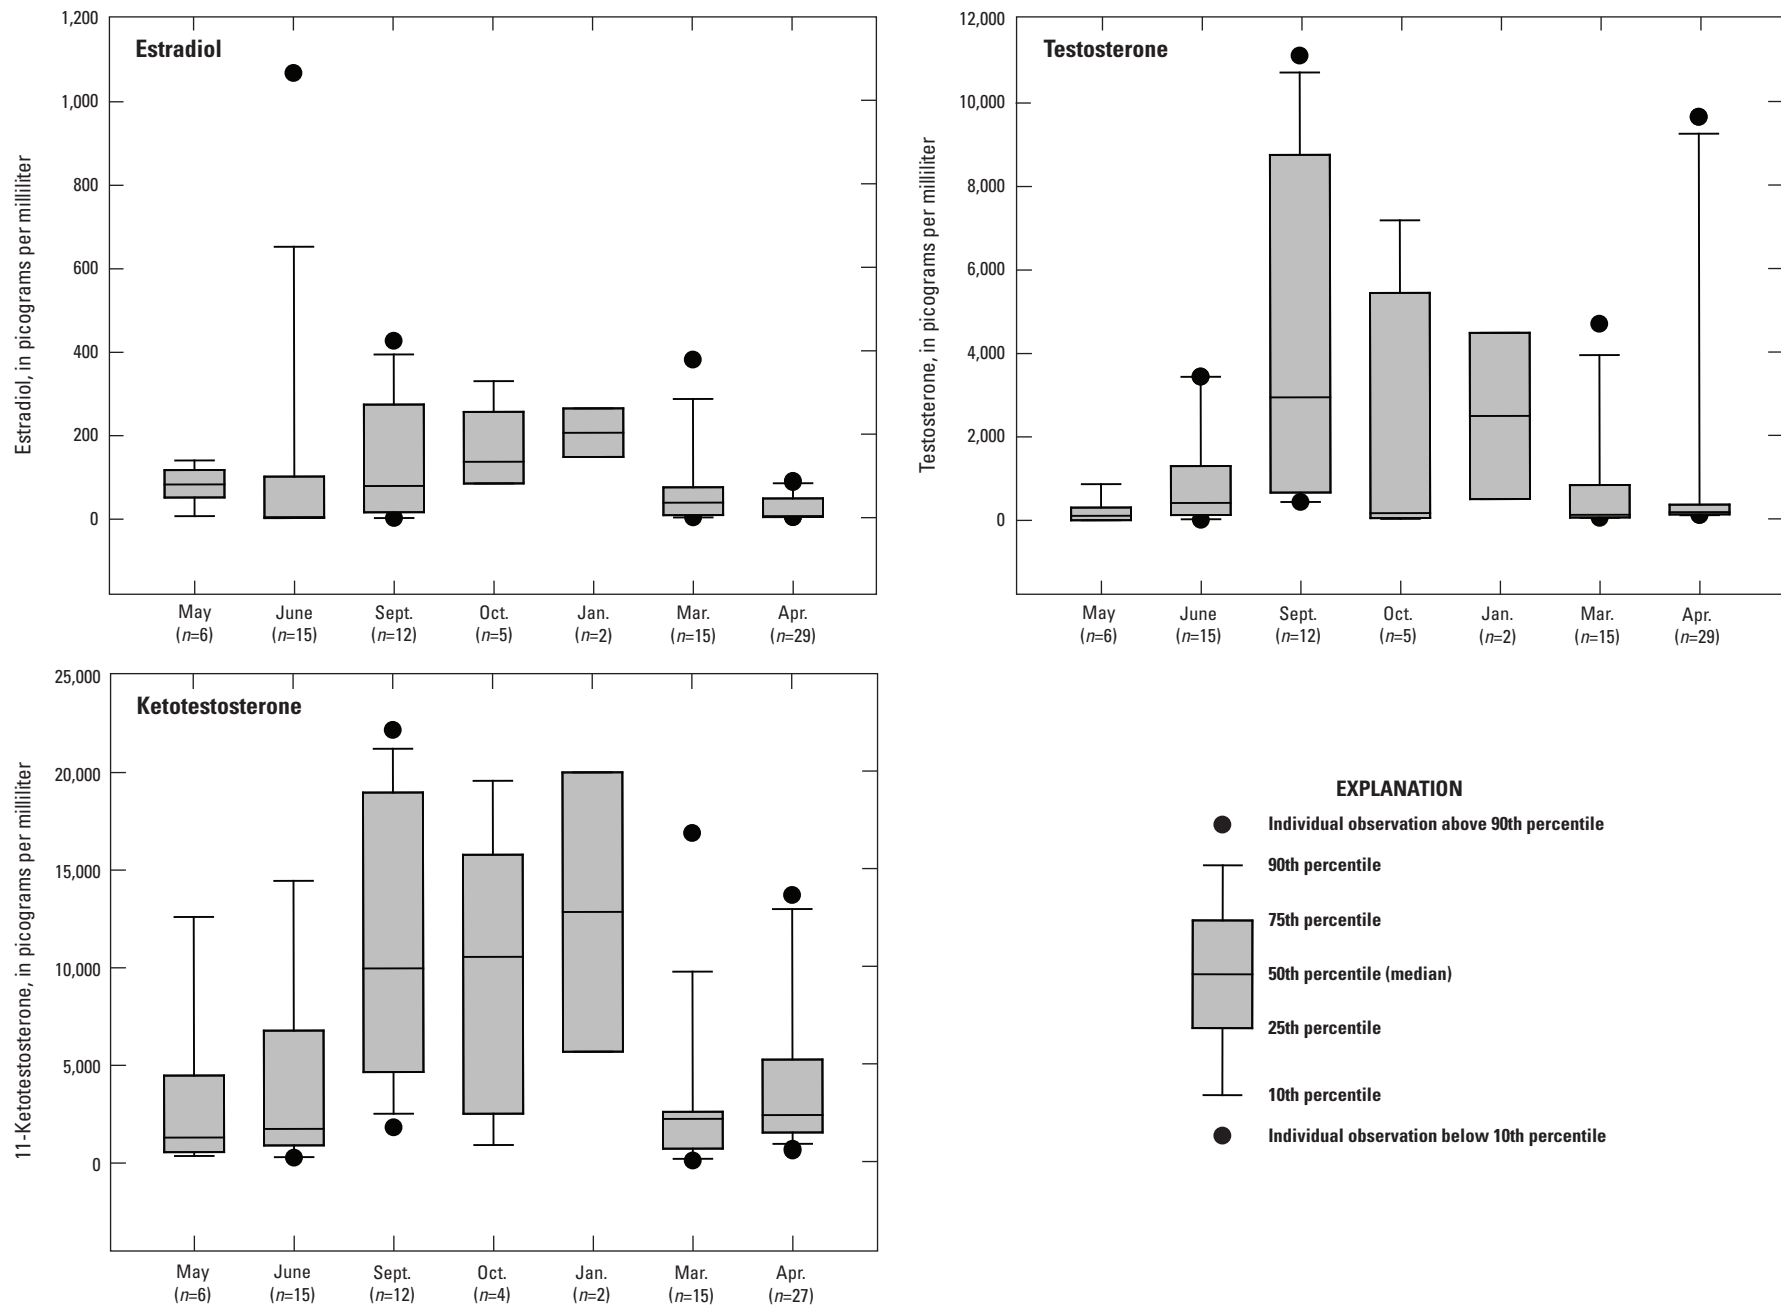 Estradiol
Estradiol, in picograms per milliliter
1,200
1,000
800
600
400
200
0
May
(n=6)
June
(n=15)
Sept.
(n=12)
Oct.
(n=5)
Jan.
(n=2)
Mar.
(n=15)
Apr.
(n=29)
Testosterone
Testosterone, in picograms per milliliter
12,000
10,000
8,000
6,000
4,000
2,000
0
May
(n=6)
June
(n=15)
Sept.
(n=12)
Oct.
(n=5)
Jan.
(n=2)
Mar.
(n=15)
Apr.
(n=29)
Ketotestosterone
11-Ketotestosterone, in picograms per milliliter
25,000
20,000
15,000
10,000
5,000
0
May
(n=6)
June
(n=15)
Sept.
(n=12)
Oct.
(n=4)
Jan.
(n=2)
Mar.
(n=15)
Apr.
(n=27)
EXPLANATION
Individual observation above 90th percentile
90th percentile
75th percentile
50th percentile (median)
25th percentile
10th percentile
Individual observation below 10th percentile